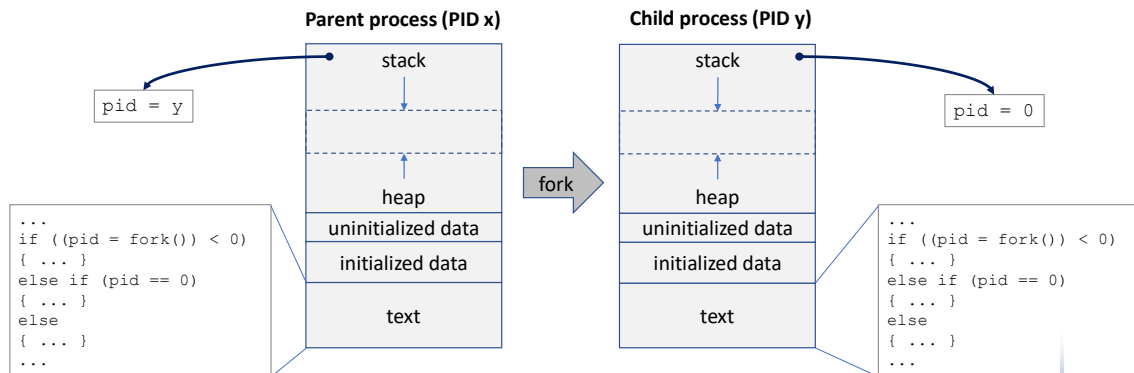 Parent process (PID x)
Child process (PID y)
stack
stack
pid = y
pid = 0
fork
heap
heap
uninitialized data
uninitialized data
initialized data
initialized data
text
text
...
if ((pid = fork()) < 0)
{ ... }
else if (pid == 0)
{ ... }
else
{ ... }
...
...
if ((pid = fork()) < 0)
{ ... }
else if (pid == 0)
{ ... }
else
{ ... }
...